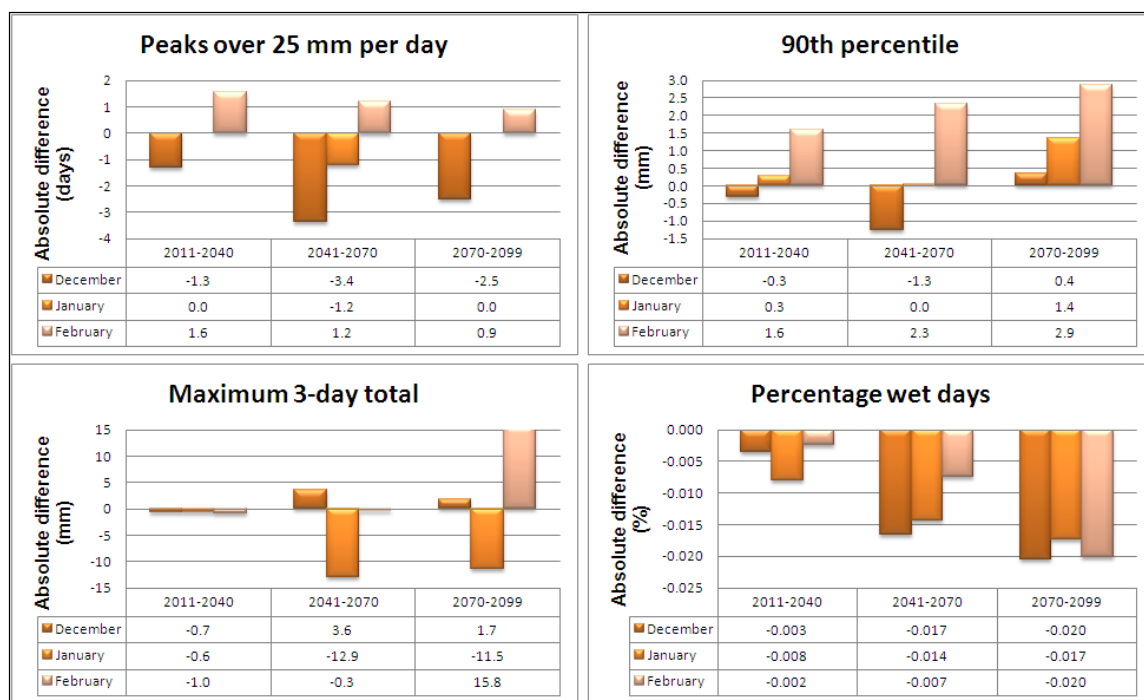 Peaks over 25 mm per day
Absolute difference
(days)
2
1
0
-1
-2
-3
-4
2011-2040 2041-2070 2070-2099
December -1.3 -3.4 -2.5
January 0.0 -1.2 0.0
February 1.6 1.2 0.9
90th percentile
Absolute difference
(mm)
3.0
2.5
2.0
1.5
1.0
0.5
0.0
-0.5
-1.0
-1.5
2011-2040 2041-2070 2070-2099
December -0.3 -1.3 0.4
January 0.3 0.0 1.4
February 1.6 2.3 2.9
Maximum 3-day total
Absolute difference
(mm)
15
10
5
0
-5
-10
-15
2011-2040 2041-2070 2070-2099
December -0.7 3.6 1.7
January -0.6 -12.9 -11.5
February -1.0 -0.3 15.8
Percentage wet days
Absolute difference
(%)
0.000
-0.005
-0.010
-0.015
-0.020
-0.025
2011-2040 2041-2070 2070-2099
December -0.003 -0.017 -0.020
January -0.008 -0.014 -0.017
February -0.002 -0.007 -0.020